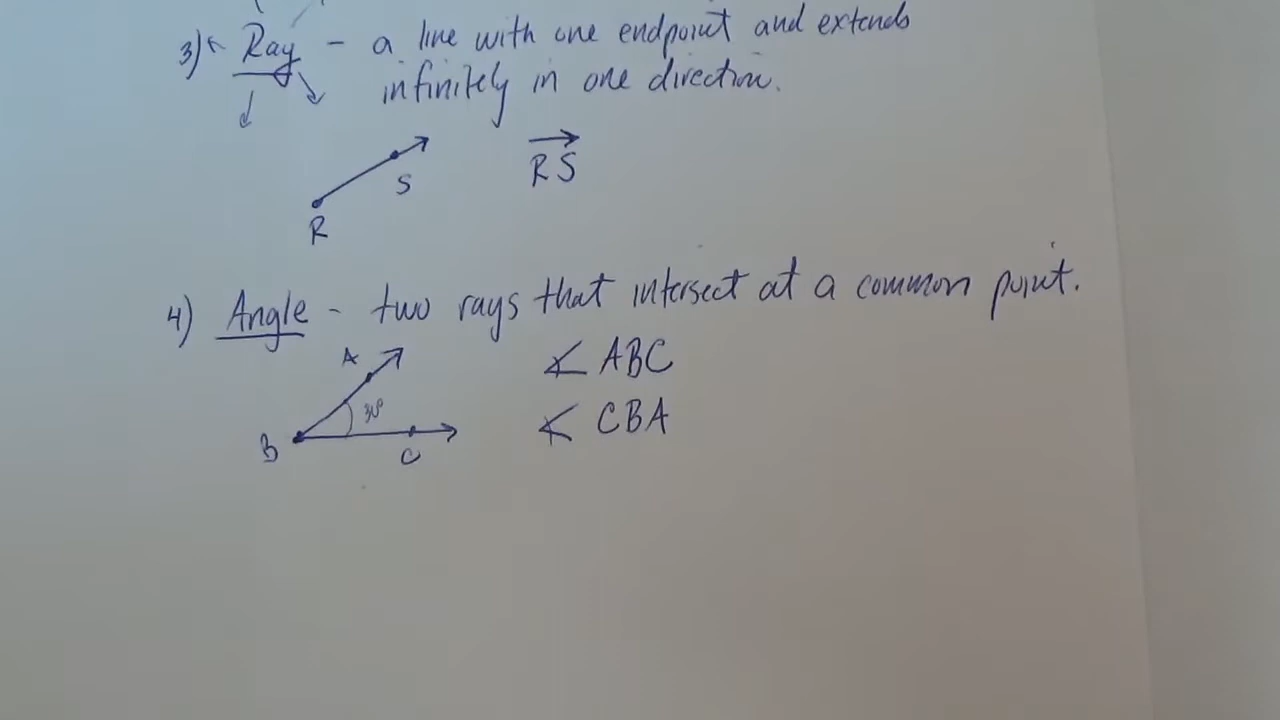 3) Ray - a line with one endpoint and extends
infinitely in one direction.
S
RS
R
4) Angle - two rays that intersect at a common point.
A
∡ ABC
30°
∡ CBA
B
C